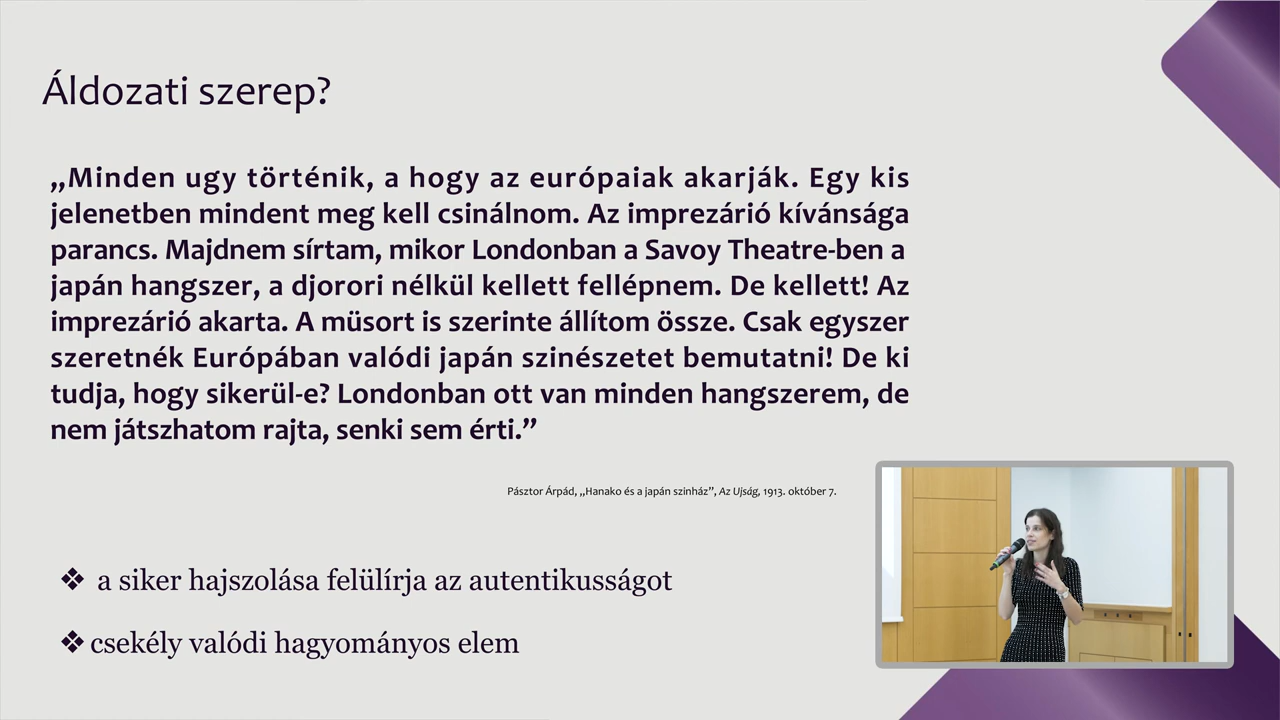 Áldozati szerep?
„Minden ugy történik, a hogy az európaiak akarják. Egy kis
jelenetben mindent meg kell csinálnom. Az imprezárió kívánsága
parancs. Majdnem sírtam, mikor Londonban a Savoy Theatre-ben a
japán hangszer, a djorori nélkül kellett fellépnem. De kellett! Az
imprezárió akarta. A müsort is szerinte állítom össze. Csak egyszer
szeretnék Európában valódi japán szinészetet bemutatni! De ki
tudja, hogy sikerül-e? Londonban ott van minden hangszerem, de
nem játszhatom rajta, senki sem érti.”
Pásztor Árpád, „Hanako és a japán szinház”, Az Ujság, 1913. október 7.
❖ a siker hajszolása felülírja az autentikusságot
❖ csekély valódi hagyományos elem